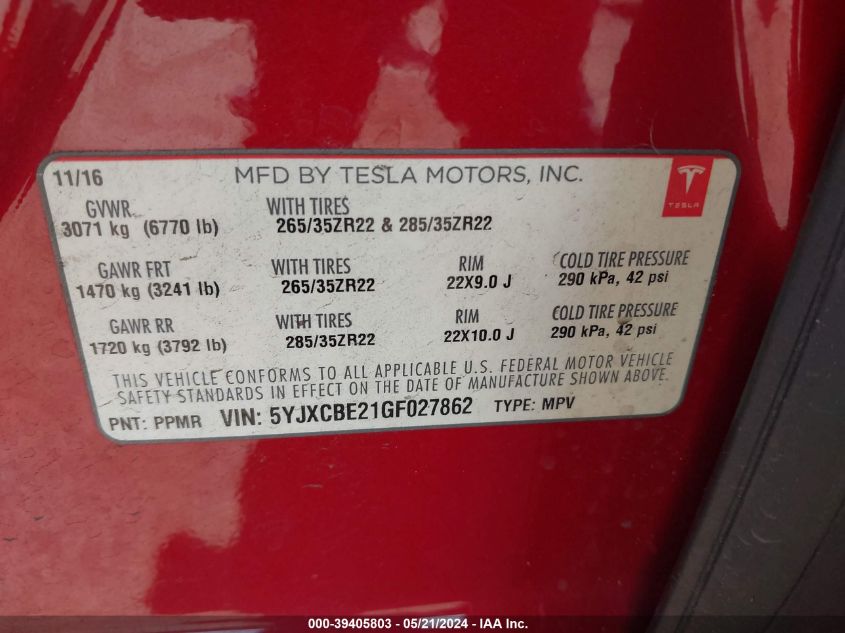 11/16 MFD BY TESLA MOTORS, INC.
TESLA
GVWR WITH TIRES
3071 kg (6770 lb) 265/35ZR22 & 285/35ZR22
GAWR FRT WITH TIRES RIM COLD TIRE PRESSURE
1470 kg (3241 lb) 265/35ZR22 22X9.0 J 290 kPa, 42 psi
GAWR RR WITH TIRES RIM COLD TIRE PRESSURE
1720 kg (3792 lb) 285/35ZR22 22X10.0 J 290 kPa, 42 psi
THIS VEHICLE CONFORMS TO ALL APPLICABLE U.S. FEDERAL MOTOR VEHICLE
SAFETY STANDARDS IN EFFECT ON THE DATE OF MANUFACTURE SHOWN ABOVE.
PNT: PPMR VIN: 5YJXCBE21GF027862 TYPE: MPV
000-39405803 - 05/21/2024 - IAA Inc.